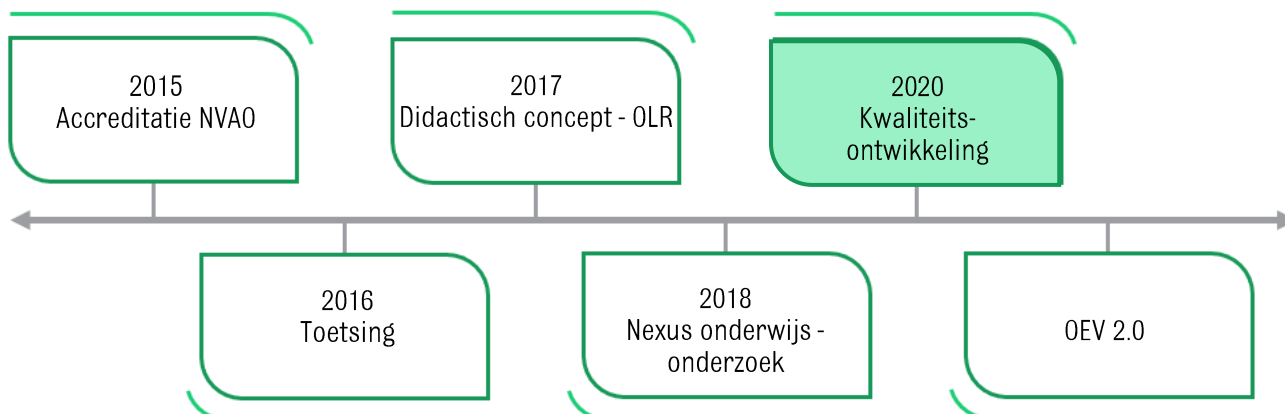 2015
Accreditatie NVAO
2016
Toetsing
2017
Didactisch concept - OLR
2018
Nexus onderwijs -
onderzoek
2020
Kwaliteits-
ontwikkeling
OEV 2.0